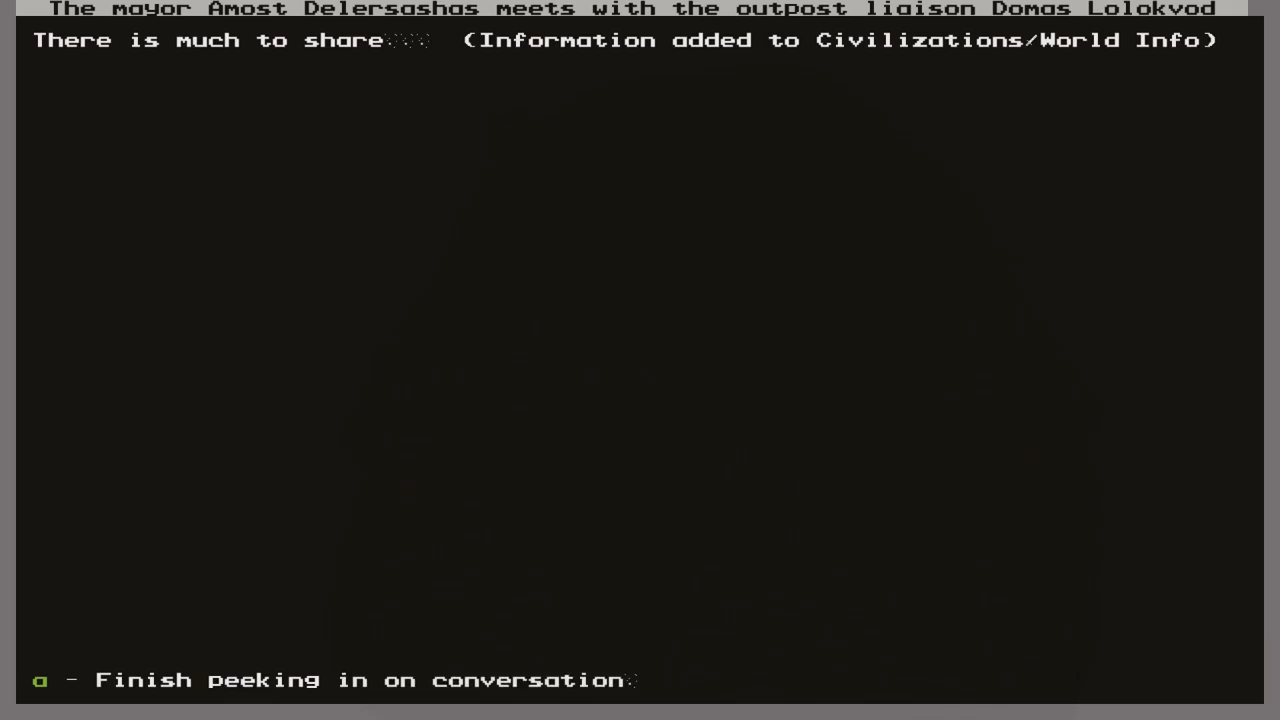 The mayor Amost Delersashas meets with the outpost liaison Domas Lolokvod
There is much to share... (Information added to Civilizations/World Info)
a - Finish peeking in on conversation.